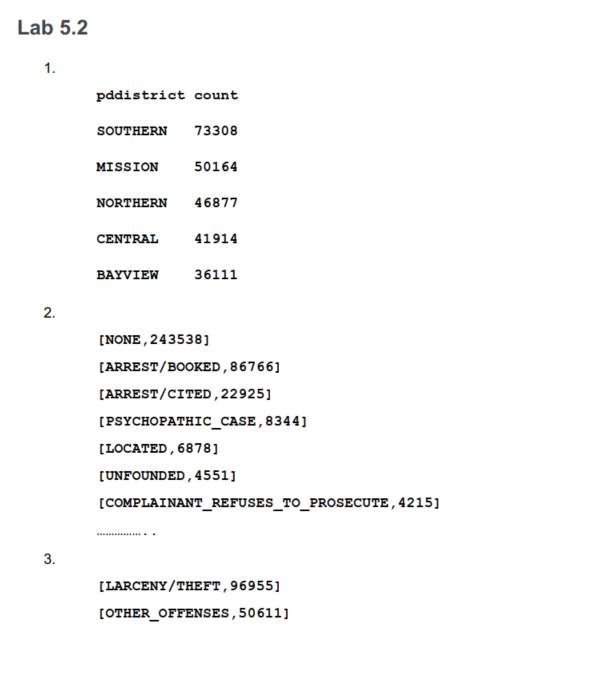 Lab 5.2
1.
pddistrict count
SOUTHERN 73308
MISSION 50164
NORTHERN 46877
CENTRAL 41914
BAYVIEW 36111
2.
[NONE,243538]
[ARREST/BOOKED,86766]
[ARREST/CITED,22925]
[PSYCHOPATHIC_CASE,8344]
[LOCATED,6878]
[UNFOUNDED,4551]
[COMPLAINANT_REFUSES_TO_PROSECUTE,4215]
……………..
3.
[LARCENY/THEFT,96955]
[OTHER_OFFENSES,50611]